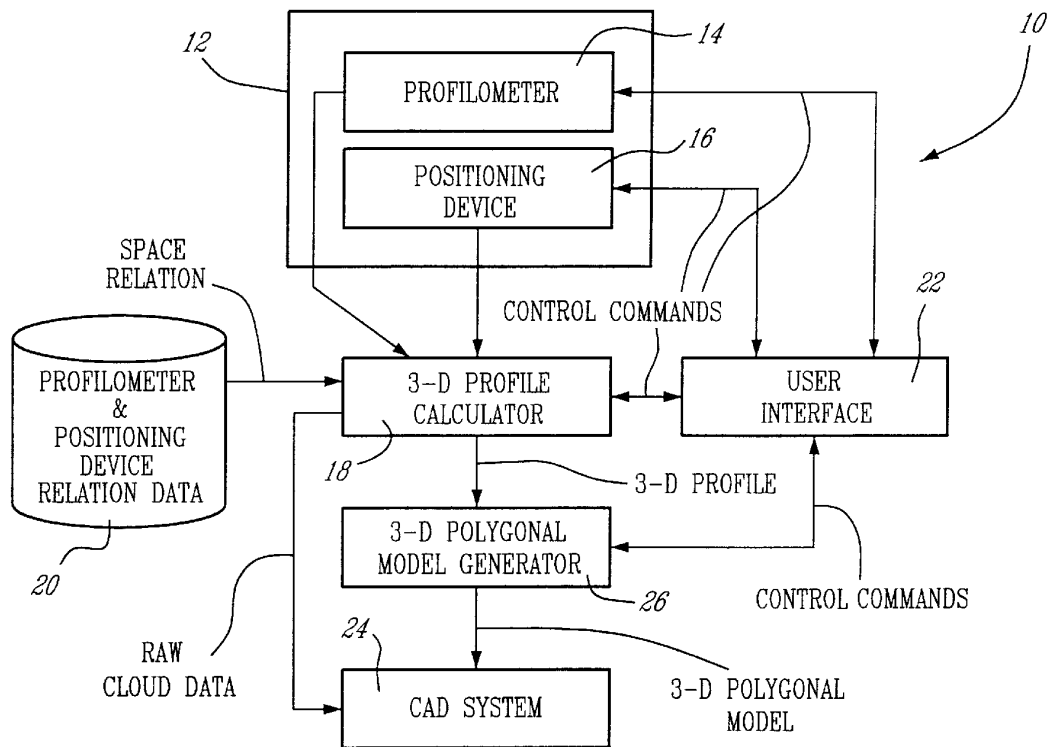 12
14
10
PROFILOMETER
16
POSITIONING
DEVICE
SPACE
RELATION
CONTROL COMMANDS
22
PROFILOMETER
&
POSITIONING
DEVICE
RELATION DATA
3-D PROFILE
CALCULATOR
USER
INTERFACE
18
3-D PROFILE
20
3-D POLYGONAL
MODEL GENERATOR
26
CONTROL COMMANDS
RAW
CLOUD DATA
24
CAD SYSTEM
3-D POLYGONAL
MODEL